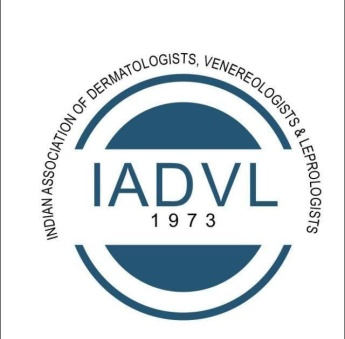 INDIAN ASSOCIATION OF DERMATOLOGISTS, VENEREOLOGISTS & LEPROLOGISTS
IADVL
1973